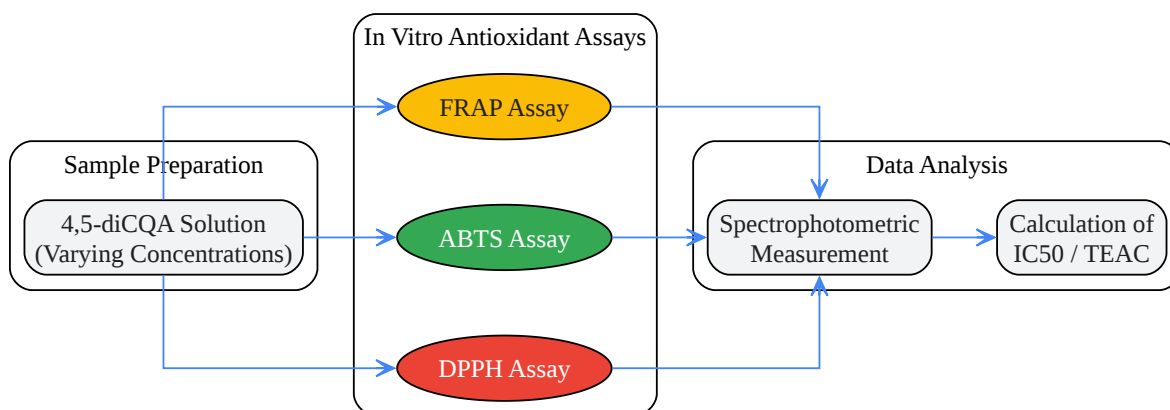 In Vitro Antioxidant Assays
FRAP Assay
Sample Preparation
4,5-diCQA Solution
(Varying Concentrations)
ABTS Assay
DPPH Assay
Data Analysis
Spectrophotometric
Measurement
Calculation of
IC50 / TEAC